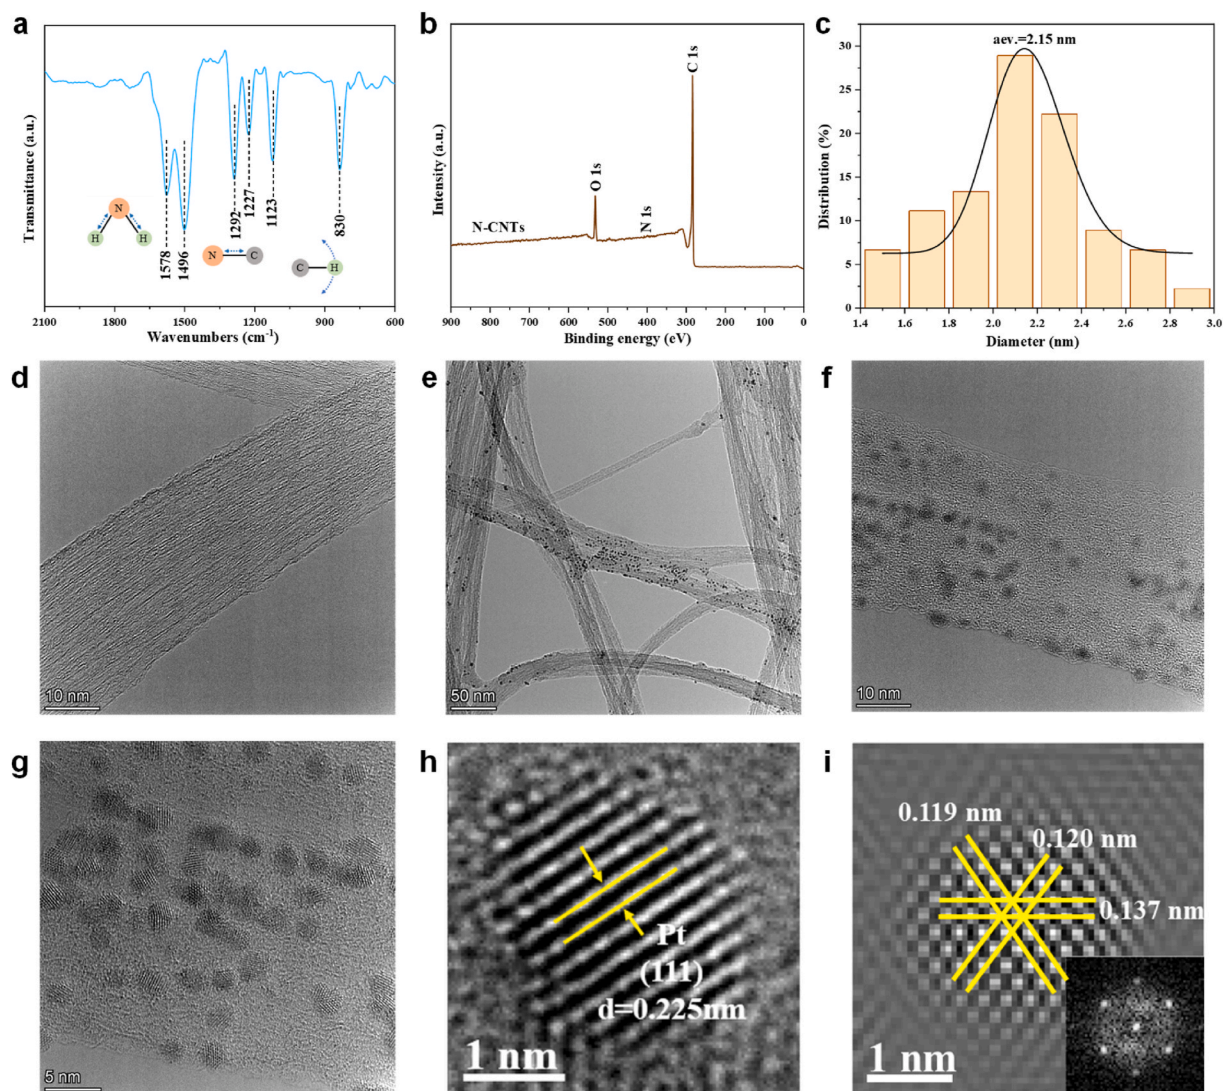 a
Transmittance (a.u.)
N
H
H
N
C
C
H
1578
1496
1292
1227
1123
830
2100
1500
1200
900
600
Wavenumbers (cm-1)
b
Intensity (a.u.)
C 1s
O 1s
N 1s
N-CNTs
900
800
700
600
500
400
300
200
100
0
Binding energy (eV)
c
aev.=2.15 nm
Distribution (%)
30
25
20
15
10
5
0
1.4
1.6
1.8
2.0
2.2
2.4
2.6
2.8
3.0
Diameter (nm)
d
10 nm
e
50 nm
f
10 nm
g
5 nm
h
Pt
(111)
d=0.225nm
1 nm
i
0.119 nm
0.120 nm
0.137 nm
1 nm